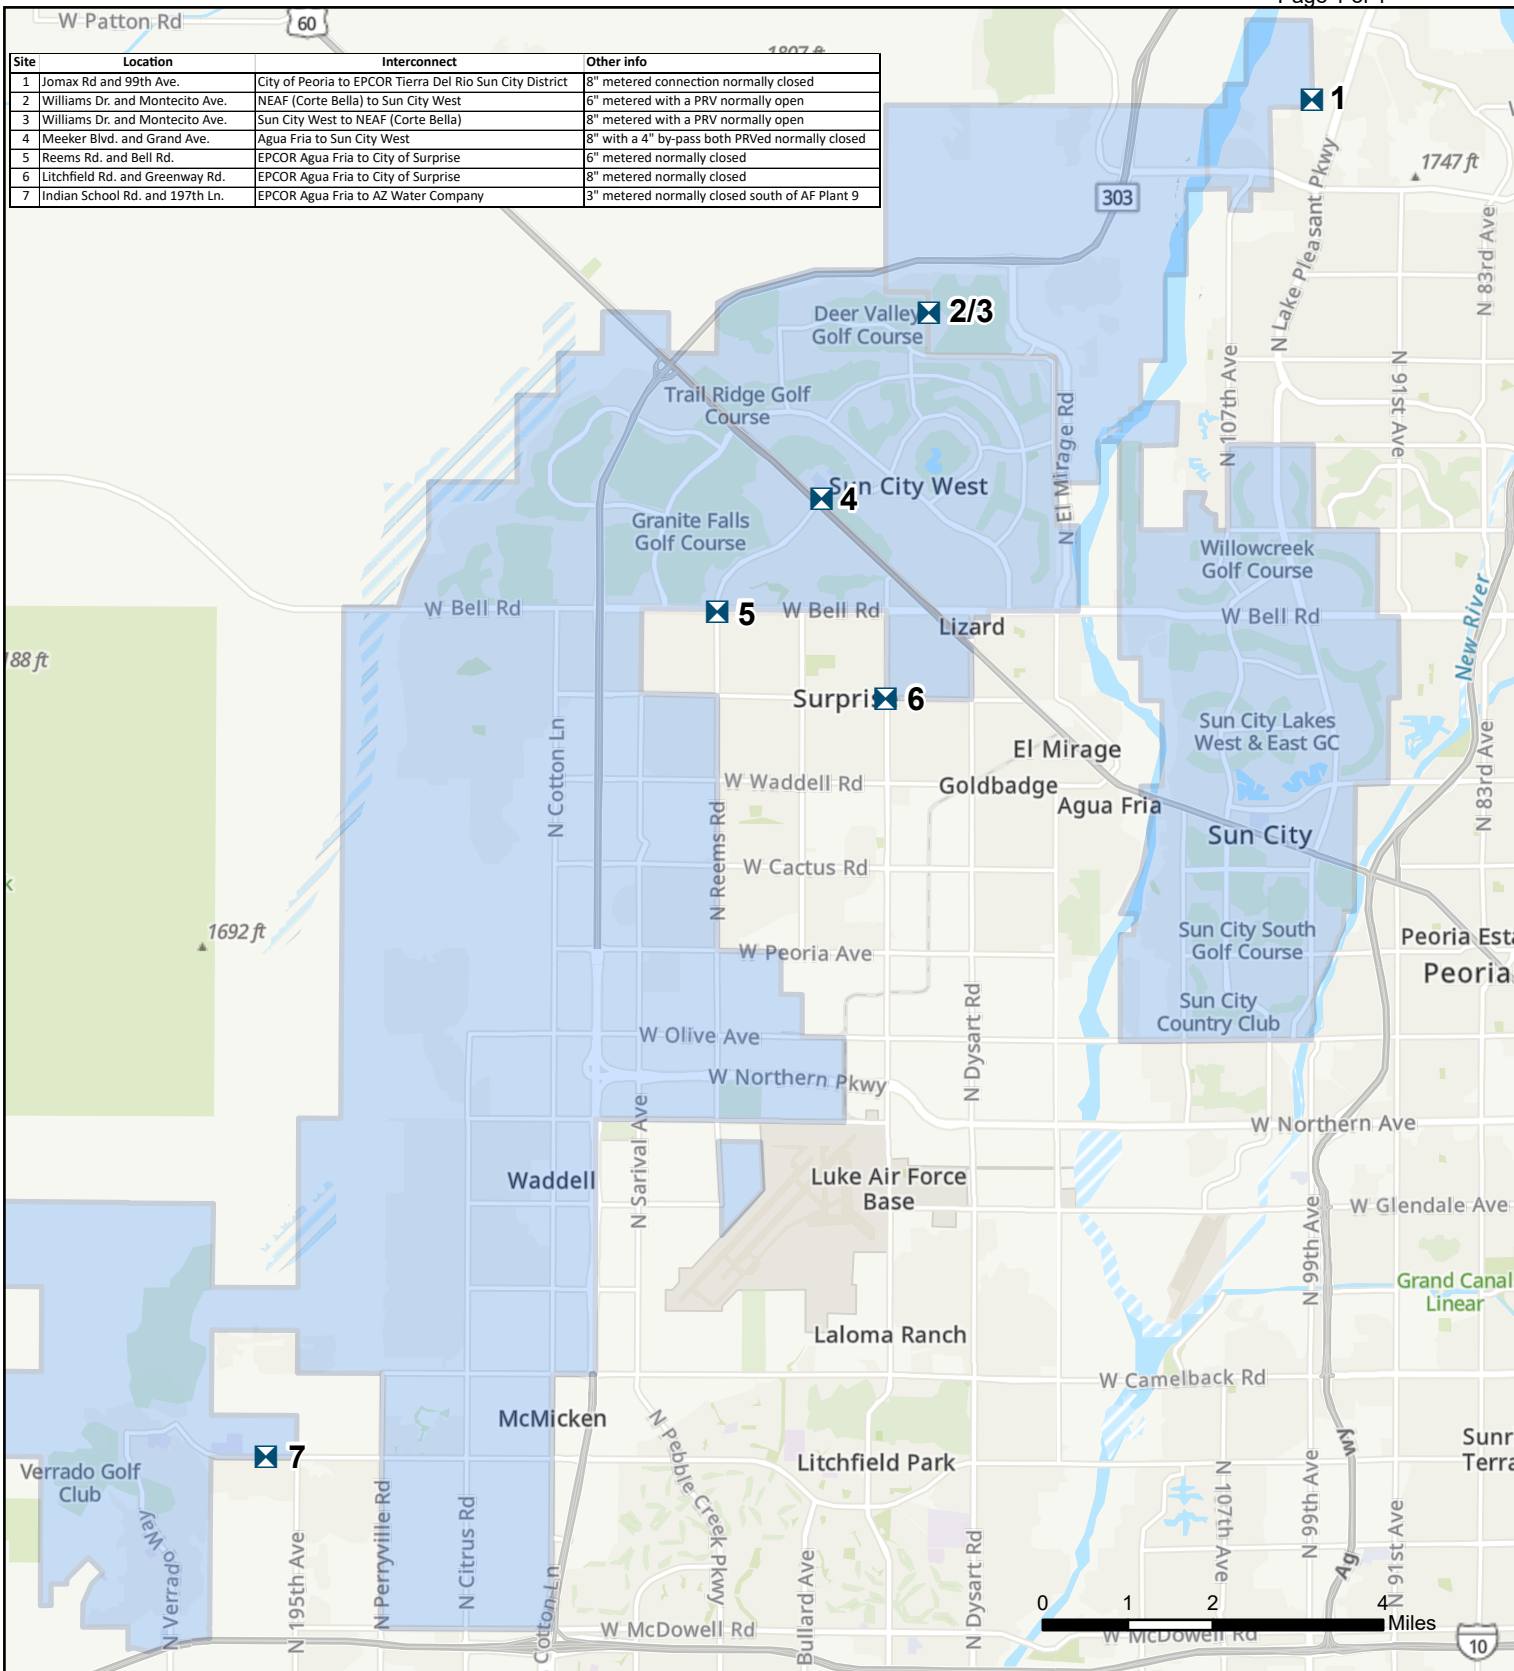 W Patton Rd
60
1807 ft
Site Location Interconnect Other info
1 Jomax Rd and 99th Ave. City of Peoria to EPCOR Tierra Del Rio Sun City District 8" metered connection normally closed
2 Williams Dr. and Montecito Ave. NEAF (Corte Bella) to Sun City West 6" metered with a PRV normally open
3 Williams Dr. and Montecito Ave. Sun City West to NEAF (Corte Bella) 8" metered with a PRV normally open
4 Meeker Blvd. and Grand Ave. Agua Fria to Sun City West 8" with a 4" by-pass both PRVed normally closed
5 Reems Rd. and Bell Rd. EPCOR Agua Fria to City of Surprise 6" metered normally closed
6 Litchfield Rd. and Greenway Rd. EPCOR Agua Fria to City of Surprise 8" metered normally closed
7 Indian School Rd. and 197th Ln. EPCOR Agua Fria to AZ Water Company 3" metered normally closed south of AF Plant 9
1
1747 ft
303
N Lake Pleasant Pkwy
N 83rd Ave
Deer Valley
Golf Course
2/3
N 107th Ave
N 91st Ave
Trail Ridge Golf
Course
N El Mirage Rd
Sun City West
4
Granite Falls
Golf Course
Willowcreek
Golf Course
W Bell Rd
5
W Bell Rd
Lizard
W Bell Rd
New River
188 ft
Surprise
6
Sun City Lakes
West & East GC
N Cotton Ln
El Mirage
Goldbadge
Agua Fria
W Waddell Rd
N 83rd Ave
Sun City
N Reems Rd
W Cactus Rd
k
1692 ft
Sun City South
Golf Course
W Peoria Ave
Peoria Esta
Peoria
Sun City
Country Club
W Olive Ave
N Dysart Rd
W Northern Pkwy
W Northern Ave
N Sarival Ave
Waddell
Luke Air Force
Base
W Glendale Ave
N 99th Ave
Grand Canal
Linear
Laloma Ranch
W Camelback Rd
McMicken
N Pebble Creek Pkwy
7
Litchfield Park
Sunr
Terra
Verrado Golf
Club
N Verrado Way
N 195th Ave
N Perryville Rd
N Citrus Rd
Cotton Ln
Bullard Ave
N Dysart Rd
N 107th Ave
N 99th Ave
Ag
wy
N 91st Ave
0 1 2 4
Miles
W McDowell Rd
W McDowell Rd
10